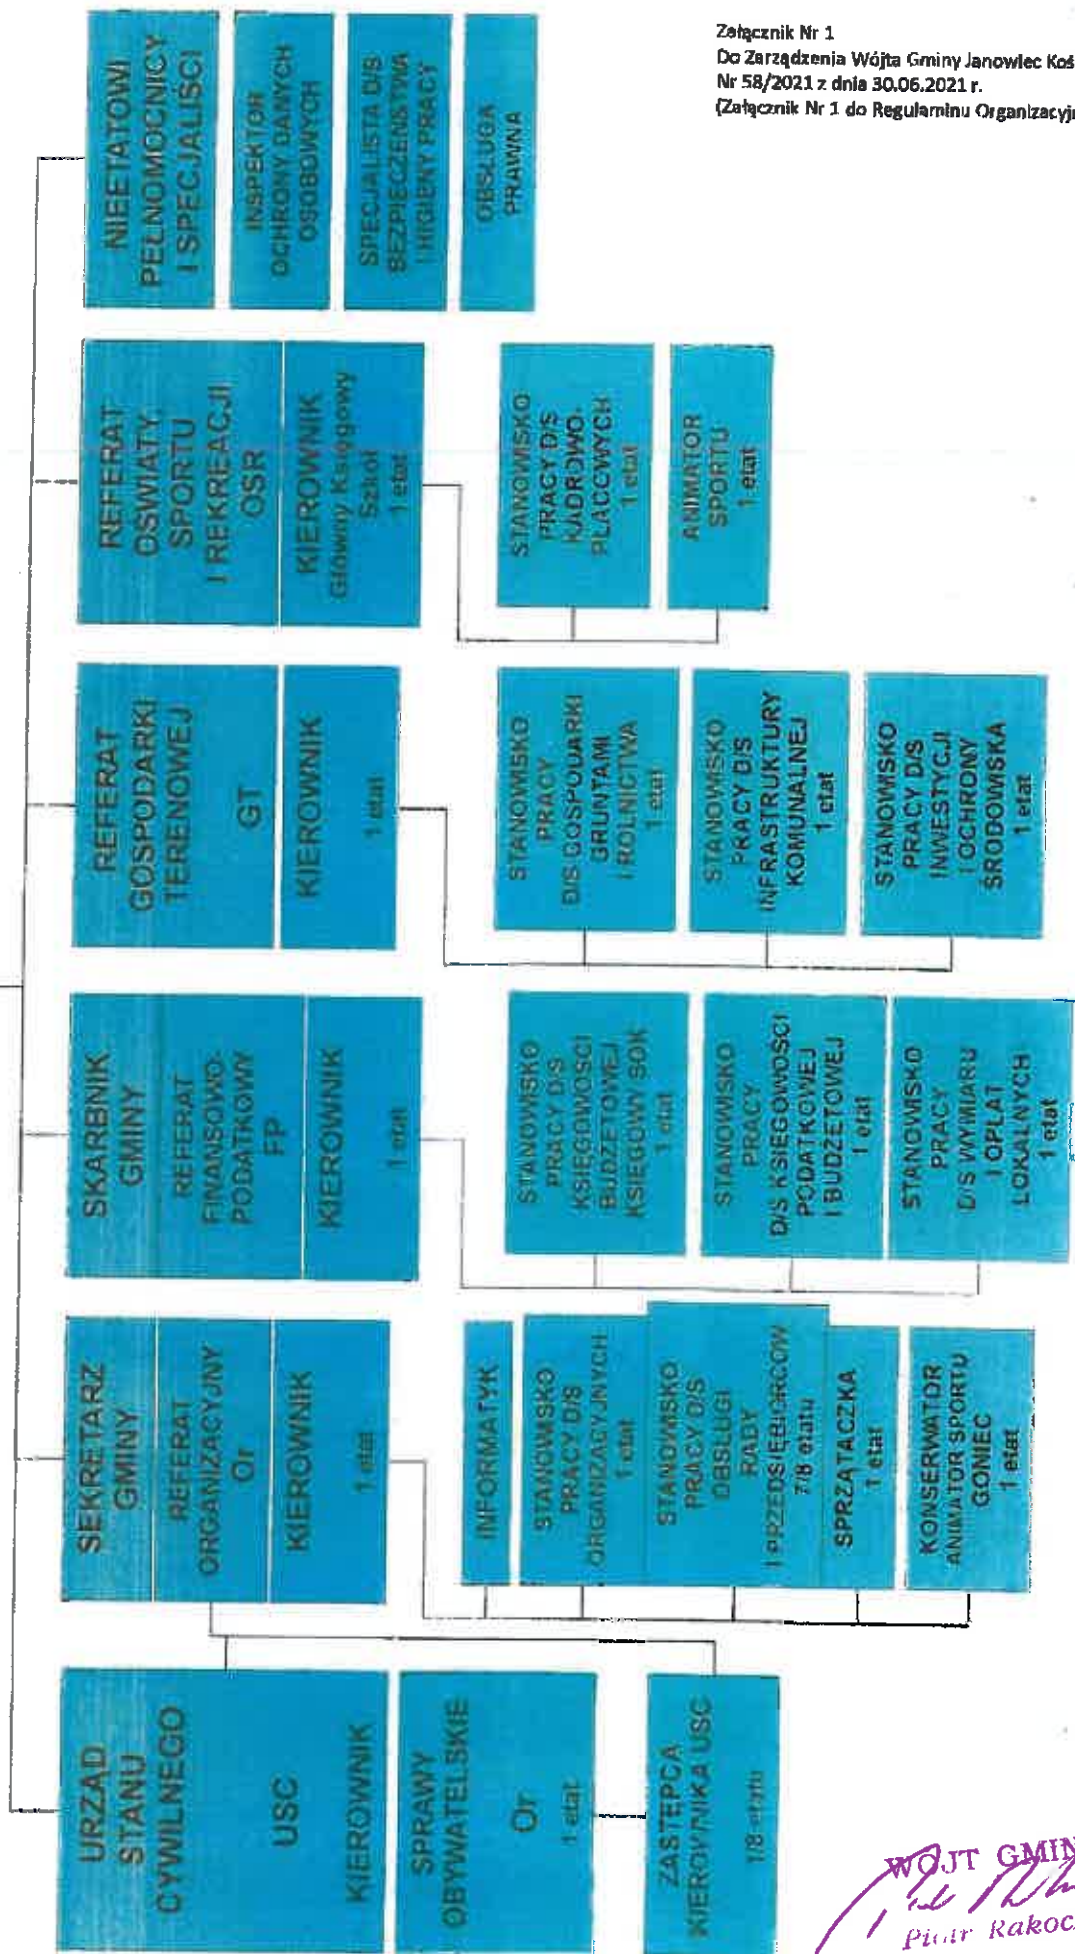 Załącznik Nr 1
Do Zarządzenia Wójta Gminy Janowiec Koś
Nr 58/2021 z dnia 30.06.2021 r.
(Załącznik Nr 1 do Regulaminu Organizacyjn
URZĄD
STANU
CYWILNEGO
USC
KIEROWNIK
SPRAWY
OBYWATELSKIE
Or
1 etat
ZASTĘPCA
KIEROWNIKA USC
1/8 etatu
SEKRETARZ
GMINY
REFERAT
ORGANIZACYJNY
Or
KIEROWNIK
1 etat
INFORMATYK
STANOWISKO
PRACY D/S
ORGANIZACYJNYCH
1 etat
STANOWISKO
PRACY D/S
OBSŁUGI
RADY
I PRZEDSIĘBIORCÓW
7/8 etatu
SPRZĄTACZKA
1 etat
KONSERWATOR
ANIMATOR SPORTU
GONIEC
1 etat
SKARBNIK
GMINY
REFERAT
FINANSOWO-
PODATKOWY
FP
KIEROWNIK
1 etat
STANOWISKO
PRACY D/S
KSIĘGOWOŚCI
BUDŻETOWEJ
KSIĘGOWY SOK
1 etat
STANOWISKO
PRACY
D/S KSIĘGOWOŚCI
PODATKOWEJ
I BUDŻETOWEJ
1 etat
STANOWISKO
PRACY
D/S WYMIARU
I OPŁAT
LOKALNYCH
1 etat
REFERAT
GOSPODARKI
TERENOWEJ
GT
KIEROWNIK
1 etat
STANOWISKO
PRACY
D/S GOSPODARKI
GRUNTAMI
I ROLNICTWA
1 etat
STANOWISKO
PRACY D/S
INFRASTRUKTURY
KOMUNALNEJ
1 etat
STANOWISKO
PRACY D/S
INWESTYCJI
I OCHRONY
ŚRODOWISKA
1 etat
REFERAT
OŚWIATY,
SPORTU
I REKREACJI
OSR
KIEROWNIK
Główny Księgowy
Szkół
1 etat
STANOWISKO
PRACY D/S
KADROWO-
PŁACOWYCH
1 etat
ANIMATOR
SPORTU
1 etat
NIEETATOWI
PEŁNOMOCNICY
I SPECJALIŚCI
INSPEKTOR
OCHRONY DANYCH
OSOBOWYCH
SPECJALISTA D/S
BEZPIECZEŃSTWA
I HIGIENY PRACY
OBSŁUGA
PRAWNA
WÓJT GMIN
Piotr Rakoc